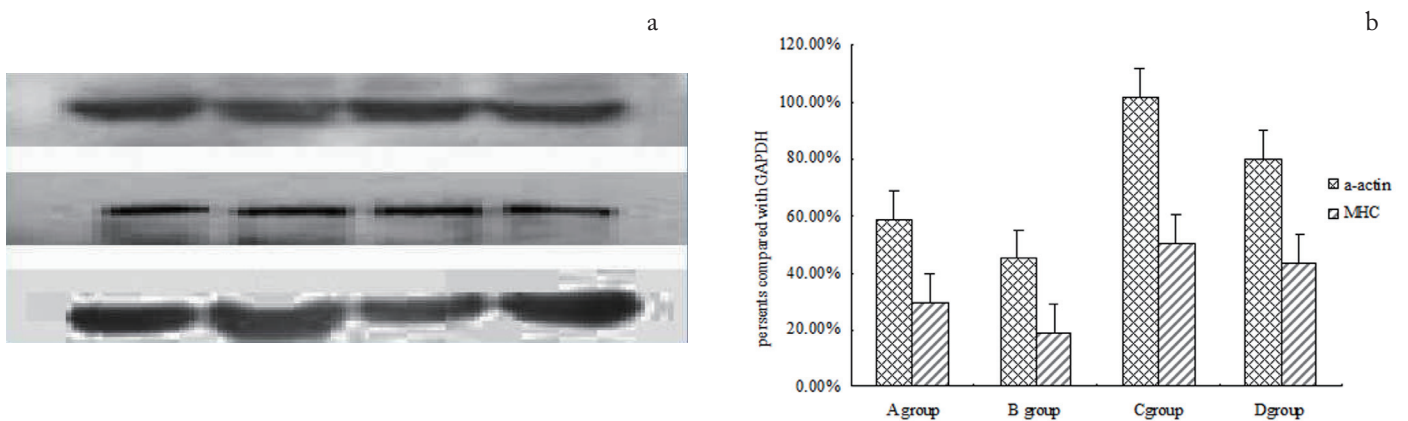 a
b
persents compared with GAPDH
120.00%
100.00%
80.00%
60.00%
40.00%
20.00%
0.00%
A group
B group
Cgroup
Dgroup
a-actin
MHC